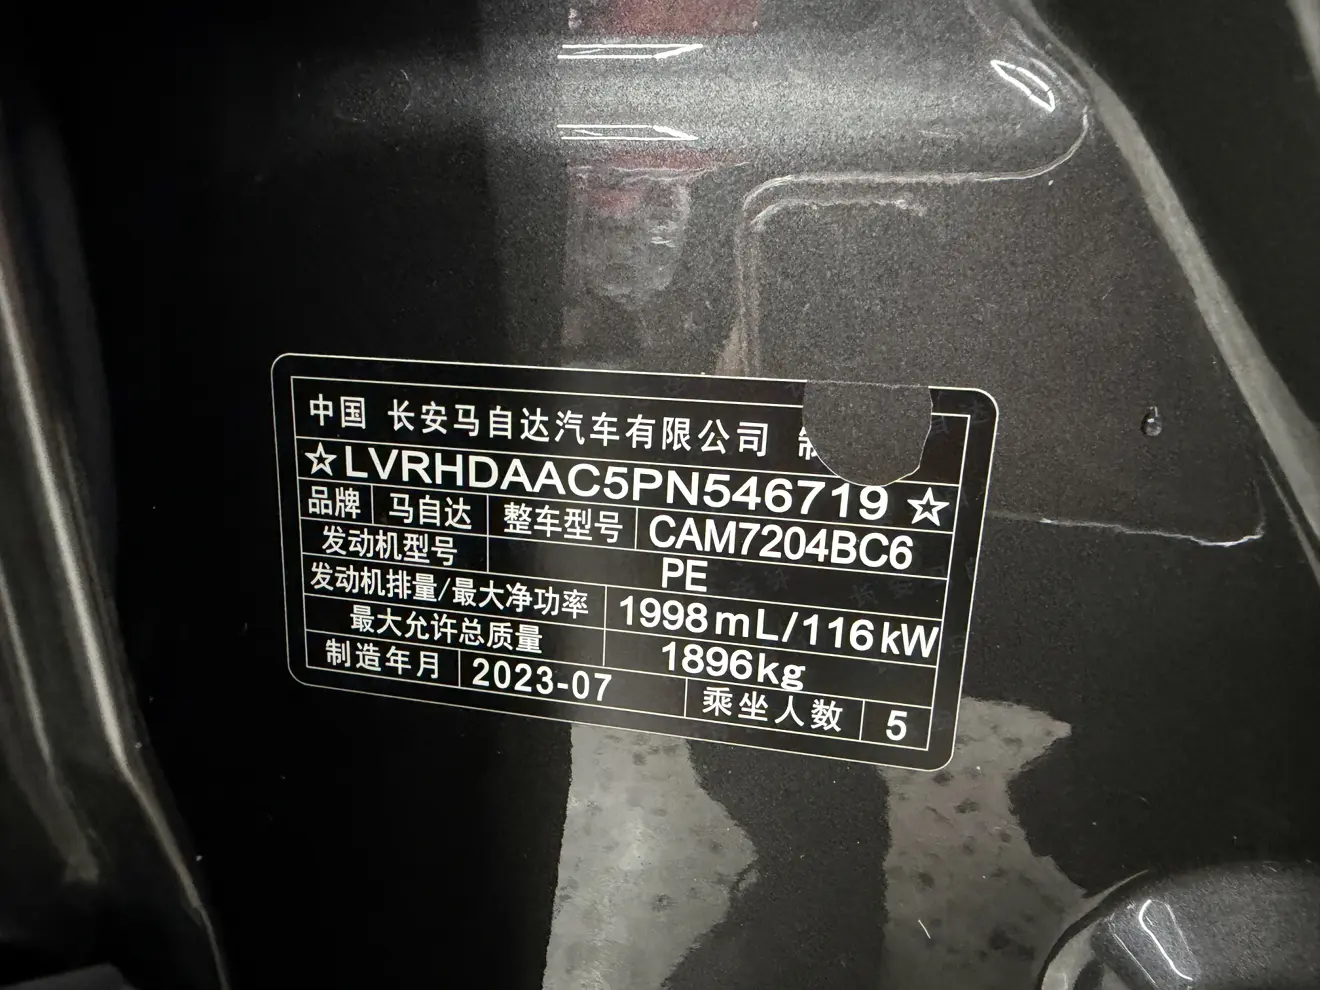 中国 长安马自达汽车有限公司 制
☆LVRHDAAC5PN546719☆
品牌 马自达 整车型号 CAM7204BC6
发动机型号 PE
发动机排量/最大净功率 1998mL/116kW
最大允许总质量 1896kg
制造年月 2023-07 乘坐人数 5